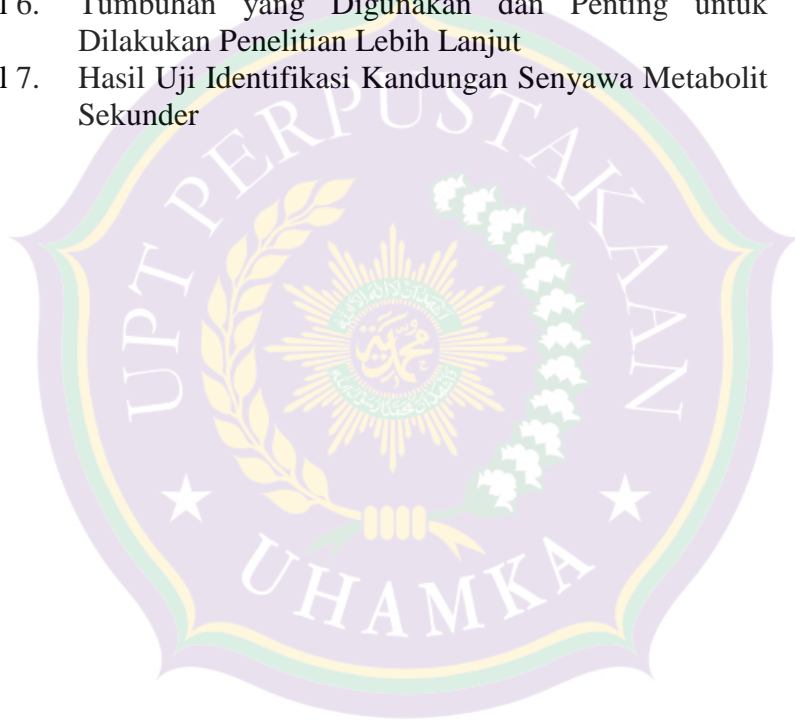 l 6. Tumbuhan yang Digunakan dan Penting untuk
Dilakukan Penelitian Lebih Lanjut
l 7. Hasil Uji Identifikasi Kandungan Senyawa Metabolit
Sekunder
UPT PERPUSTAKAAN
UHAMKA